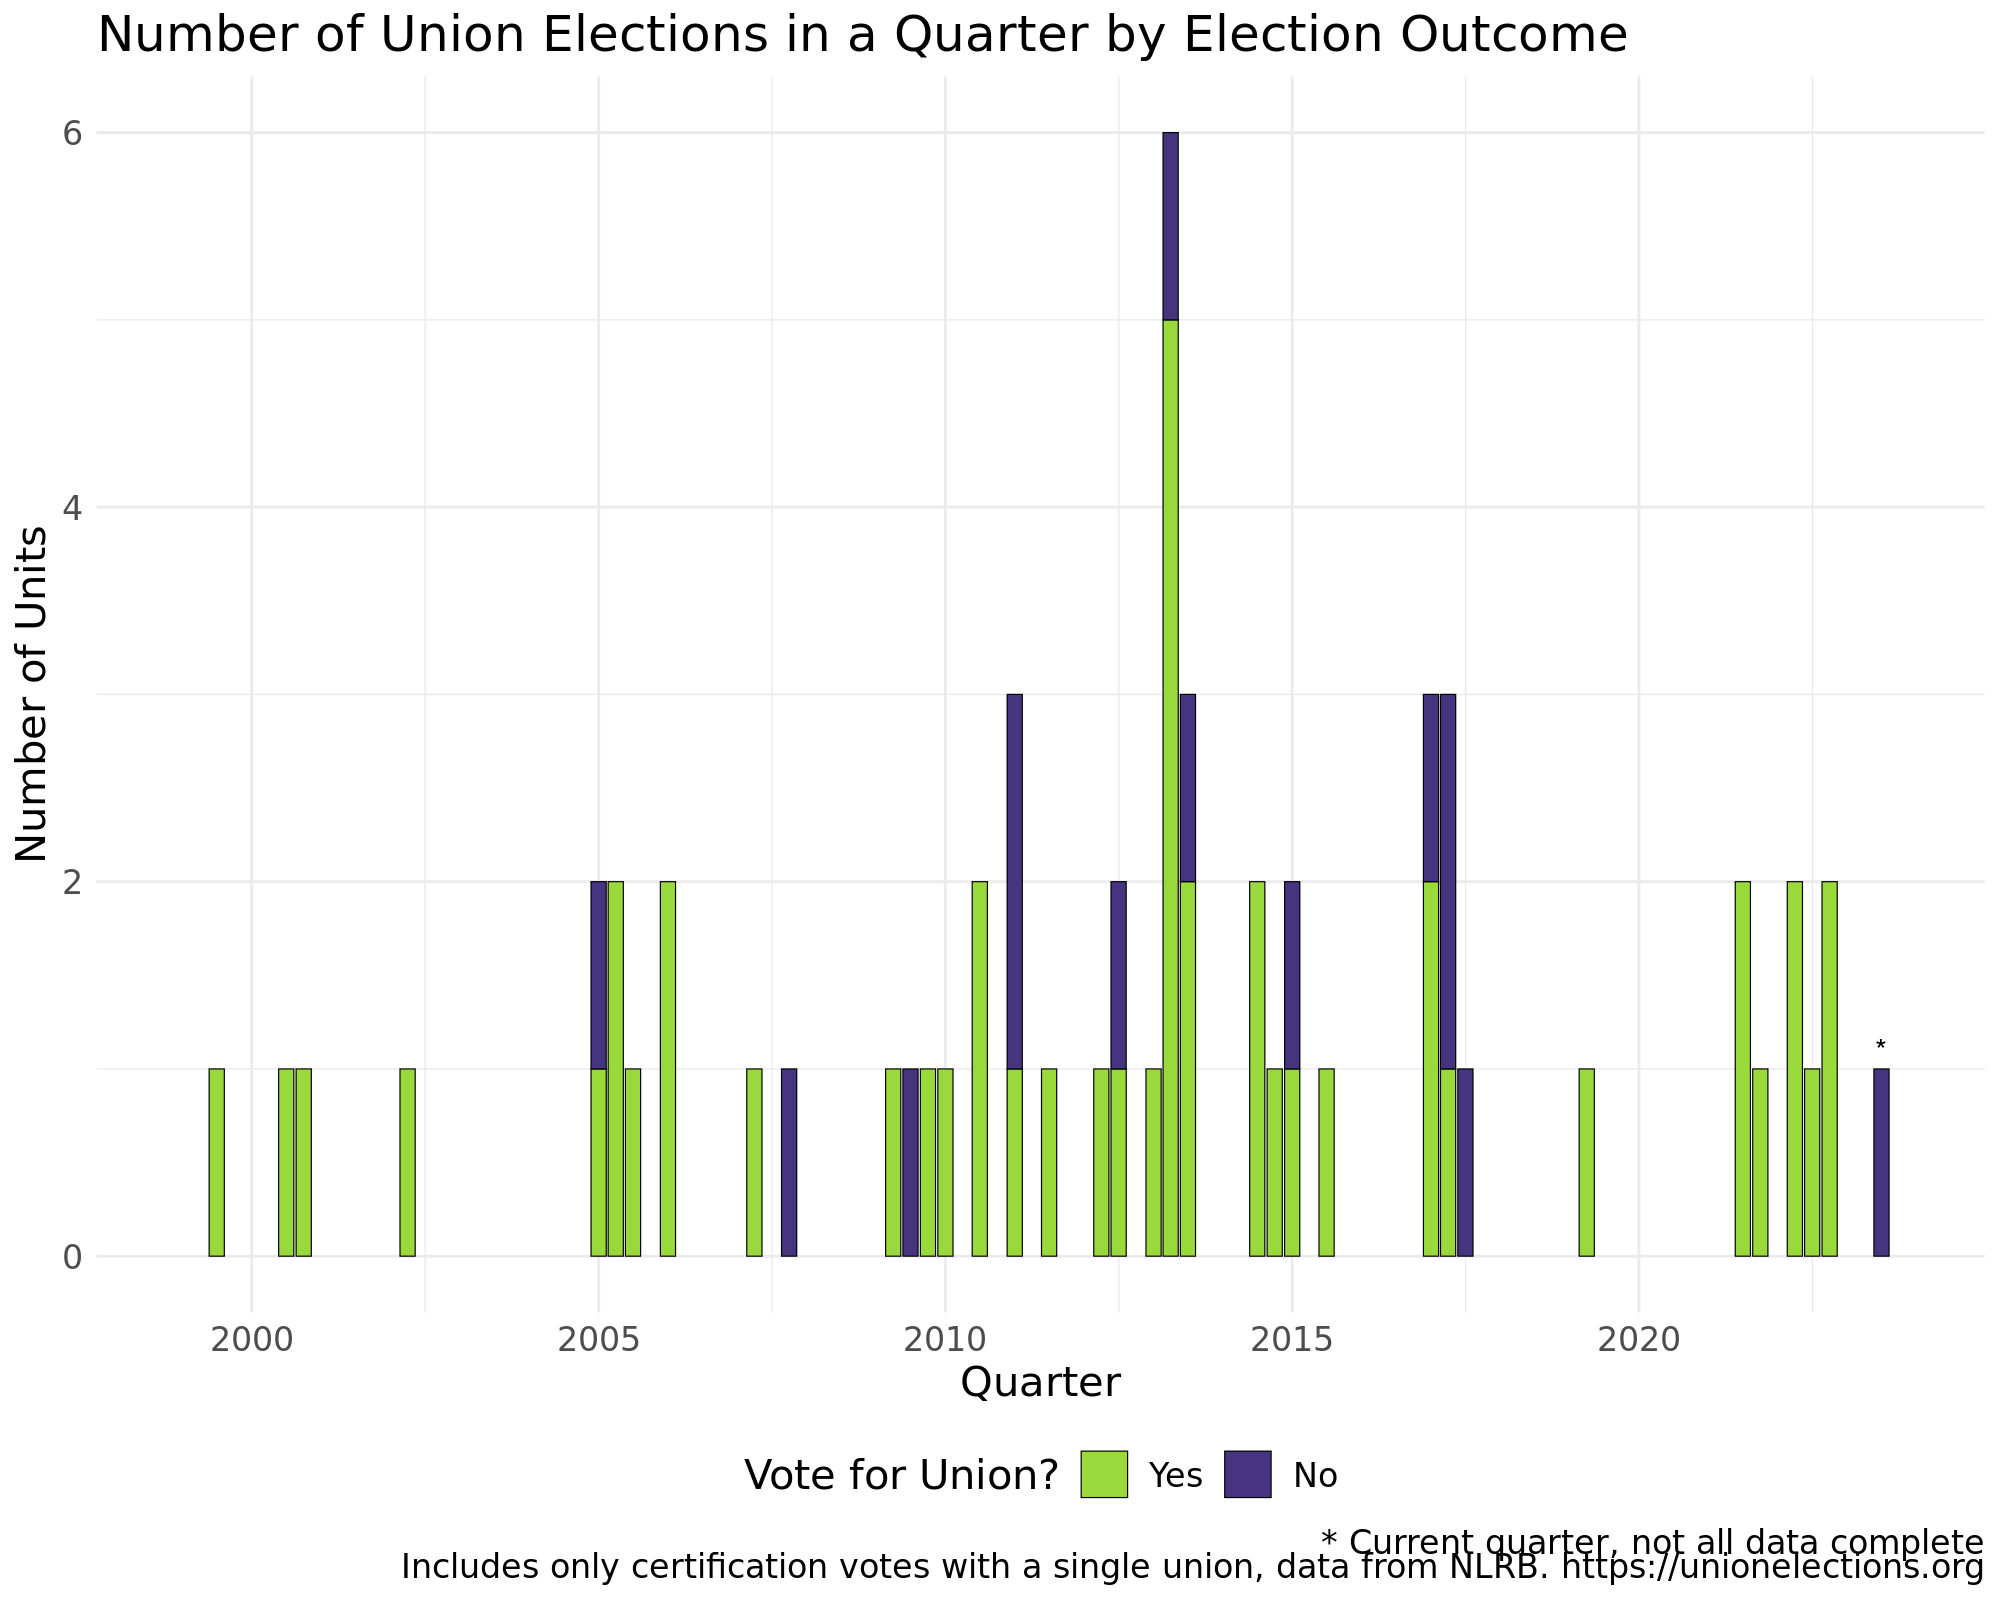 Number of Union Elections in a Quarter by Election Outcome
6
4
2
0
Number of Units
*
2000 2005 2010 2015 2020
Quarter
Vote for Union? Yes No
* Current quarter, not all data complete
Includes only certification votes with a single union, data from NLRB. https://unionelections.org